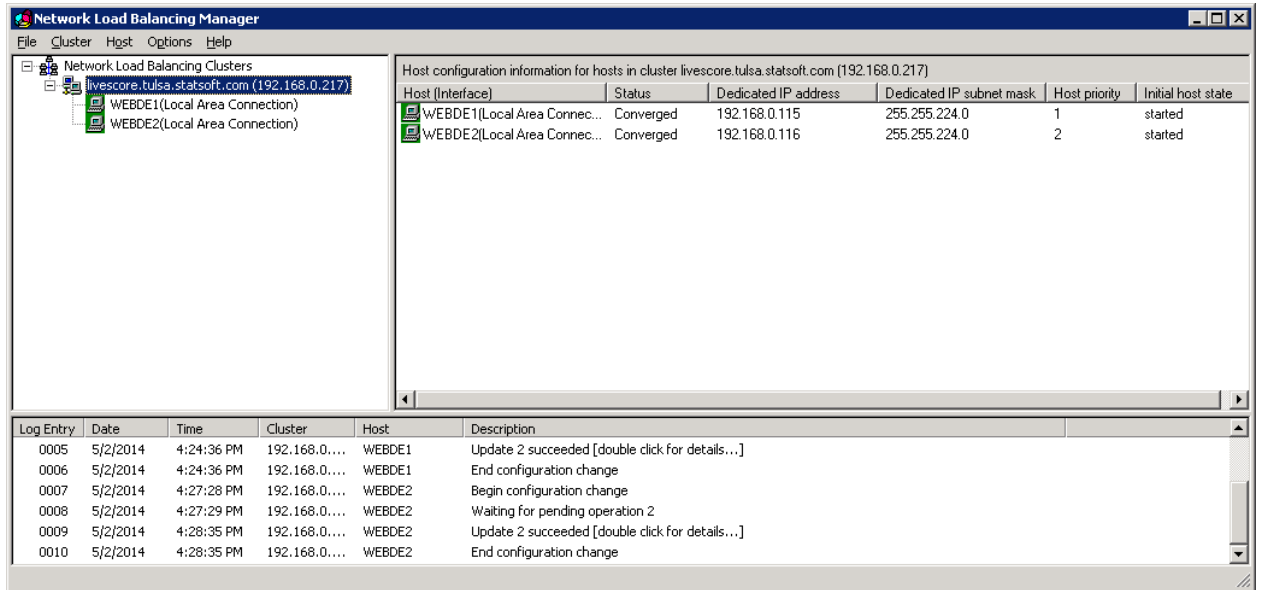 Network Load Balancing Manager
File Cluster Host Options Help
Network Load Balancing Clusters
livescore.tulsa.statsoft.com (192.168.0.217)
WEBDE1(Local Area Connection)
WEBDE2(Local Area Connection)
Host configuration information for hosts in cluster livescore.tulsa.statsoft.com (192.168.0.217)
Host (Interface) Status Dedicated IP address Dedicated IP subnet mask Host priority Initial host state
WEBDE1(Local Area Connec... Converged 192.168.0.115 255.255.224.0 1 started
WEBDE2(Local Area Connec... Converged 192.168.0.116 255.255.224.0 2 started
Log Entry Date Time Cluster Host Description
0005 5/2/2014 4:24:36 PM 192.168.0.... WEBDE1 Update 2 succeeded [double click for details...]
0006 5/2/2014 4:24:36 PM 192.168.0.... WEBDE1 End configuration change
0007 5/2/2014 4:27:28 PM 192.168.0.... WEBDE2 Begin configuration change
0008 5/2/2014 4:27:29 PM 192.168.0.... WEBDE2 Waiting for pending operation 2
0009 5/2/2014 4:28:35 PM 192.168.0.... WEBDE2 Update 2 succeeded [double click for details...]
0010 5/2/2014 4:28:35 PM 192.168.0.... WEBDE2 End configuration change